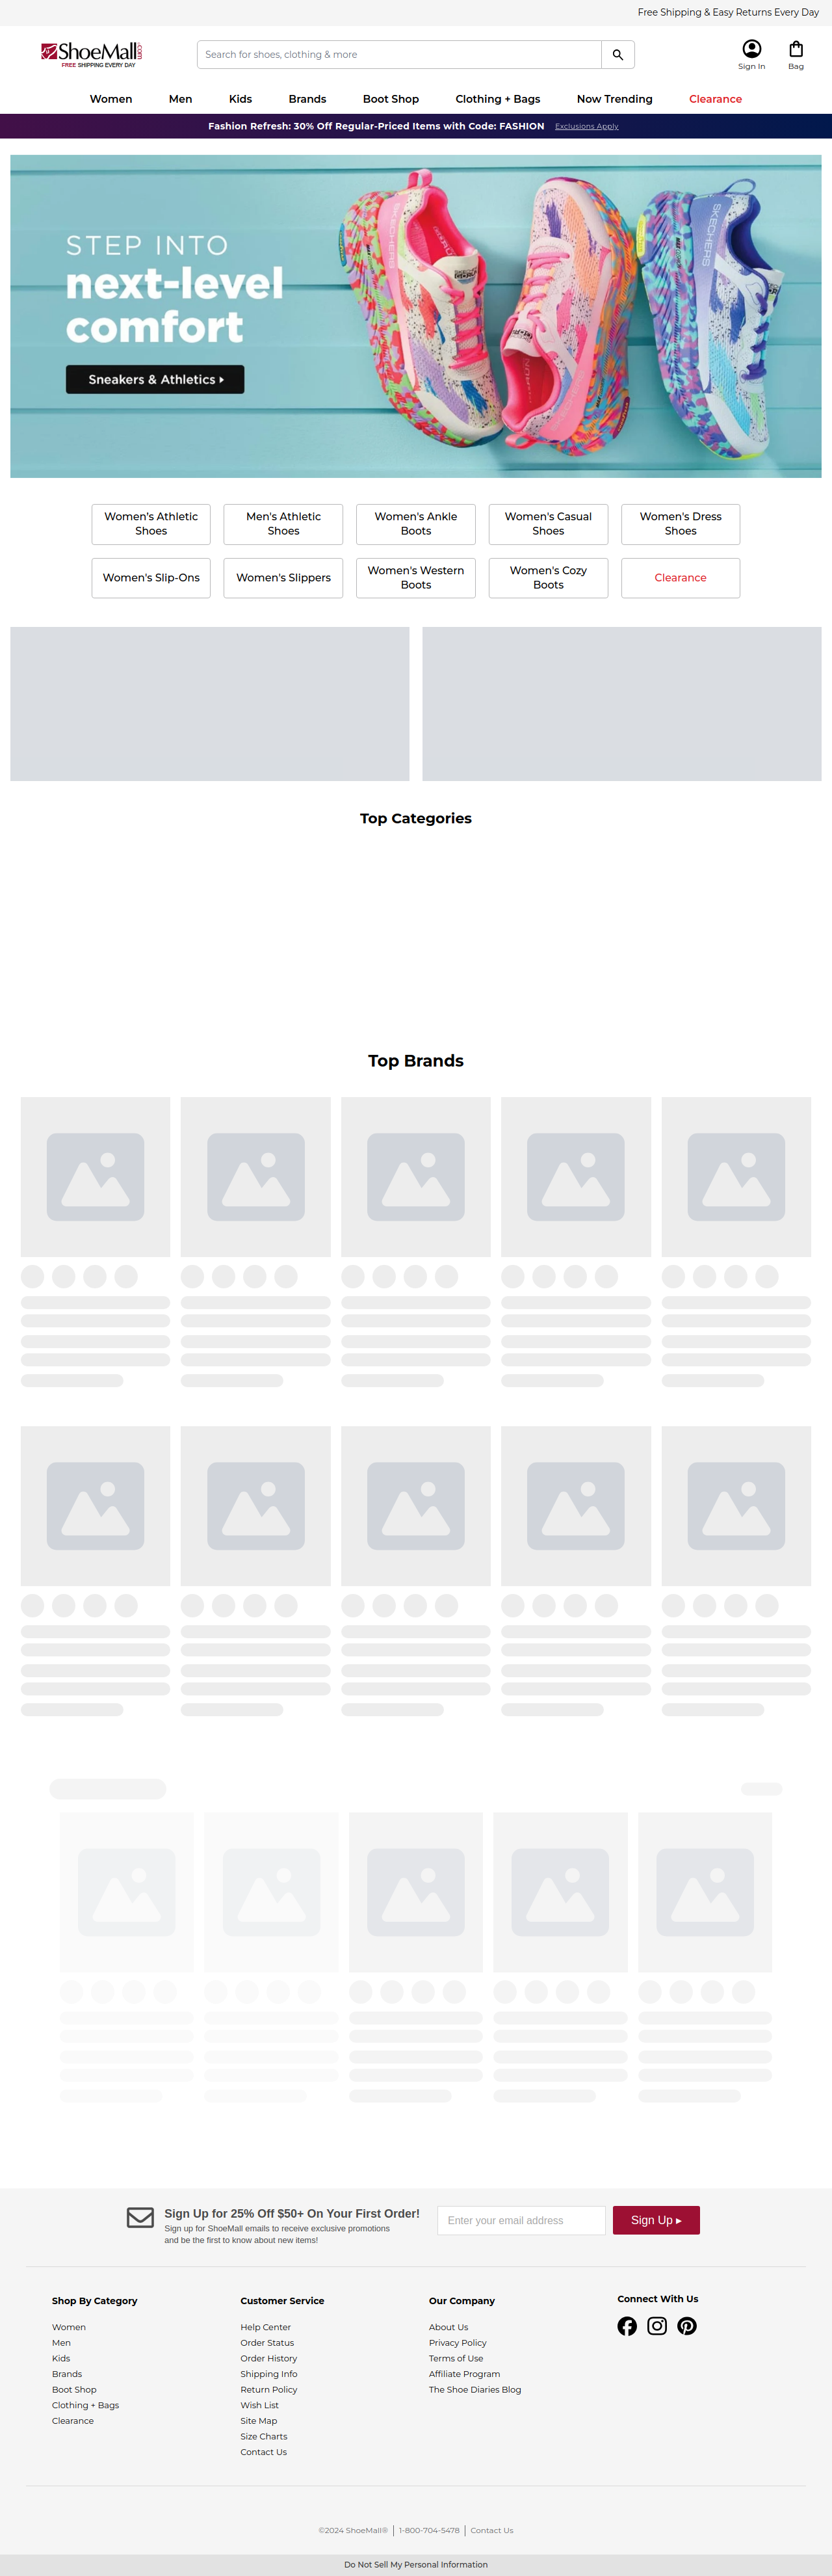 Free Shipping & Easy Returns Every Day
ShoeMall.com
FREE SHIPPING EVERY DAY
Search for shoes, clothing & more
Sign In
Bag
Women
Men
Kids
Brands
Boot Shop
Clothing + Bags
Now Trending
Clearance
Fashion Refresh: 30% Off Regular-Priced Items with Code: FASHION
Exclusions Apply
STEP INTO
next-level
comfort
Sneakers & Athletics
SKECHERS
SKECHERS
Women's Athletic
Shoes
Men's Athletic
Shoes
Women's Ankle
Boots
Women's Casual
Shoes
Women's Dress
Shoes
Women's Slip-Ons
Women's Slippers
Women's Western
Boots
Women's Cozy
Boots
Clearance
Top Categories
Top Brands
Sign Up for 25% Off $50+ On Your First Order!
Sign up for ShoeMall emails to receive exclusive promotions
and be the first to know about new items!
Enter your email address
Sign Up ▸
Shop By Category
Women
Men
Kids
Brands
Boot Shop
Clothing + Bags
Clearance
Customer Service
Help Center
Order Status
Order History
Shipping Info
Return Policy
Wish List
Site Map
Size Charts
Contact Us
Our Company
About Us
Privacy Policy
Terms of Use
Affiliate Program
The Shoe Diaries Blog
Connect With Us
©2024 ShoeMall®
1-800-704-5478
Contact Us
Do Not Sell My Personal Information